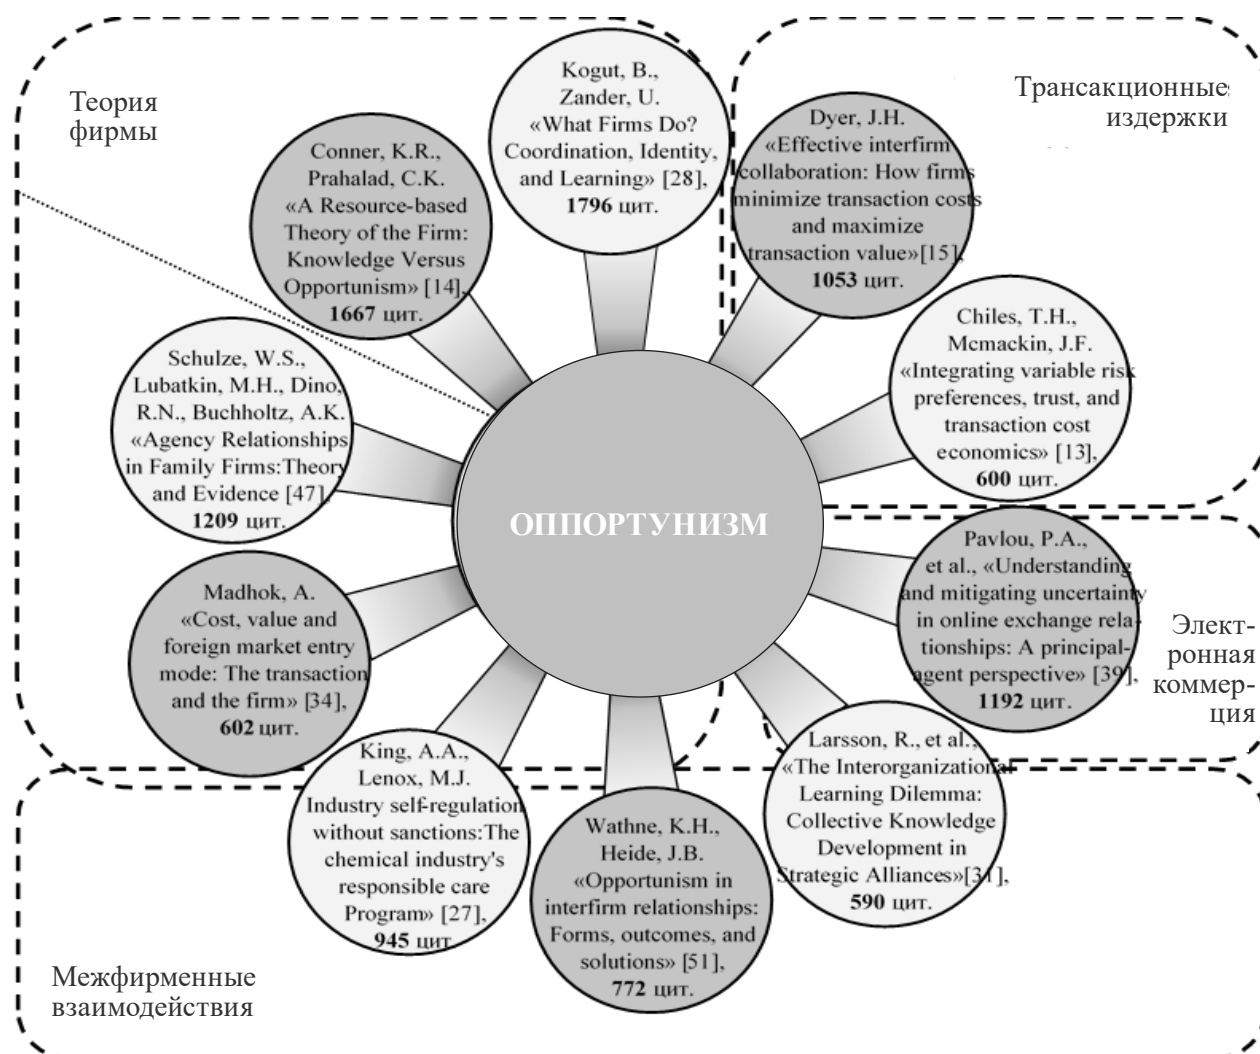 Теория
фирмы
Трансакционные
издержки
Kogut, B.,
Zander, U.
«What Firms Do?
Coordination, Identity,
and Learning» [28],
1796 цит.
Dyer, J.H.
«Effective interfirm
collaboration: How firms
minimize transaction costs
and maximize
transaction value»[15],
1053 цит.
Conner, K.R.,
Prahalad, C.K.
«A Resource-based
Theory of the Firm:
Knowledge Versus
Opportunism» [14],
1667 цит.
Chiles, T.H.,
Mcmackin, J.F.
«Integrating variable risk
preferences, trust, and
transaction cost
economics» [13],
600 цит.
Schulze, W.S.,
Lubatkin, M.H., Dino,
R.N., Buchholtz, A.K.
«Agency Relationships
in Family Firms:Theory
and Evidence [47],
1209 цит.
ОППОРТУНИЗМ
Pavlou, P.A.,
et al., «Understanding
and mitigating uncertainty
in online exchange rela-
tionships: A principal-
agent perspective» [39],
1192 цит.
Элект-
ронная
коммер-
ция
Madhok, A.
«Cost, value and
foreign market entry
mode: The transaction
and the firm» [34],
602 цит.
King, A.A.,
Lenox, M.J.
Industry self-regulation
without sanctions:The
chemical industry's
responsible care
Program» [27],
945 цит
Wathne, K.H.,
Heide, J.B.
«Opportunism in
interfirm relationships:
Forms, outcomes, and
solutions» [51],
772 цит.
Larsson, R., et al.,
«The Interorganizational
Learning Dilemma:
Collective Knowledge
Development in
Strategic Alliances»[31],
590 цит.
Межфирменные
взаимодействия